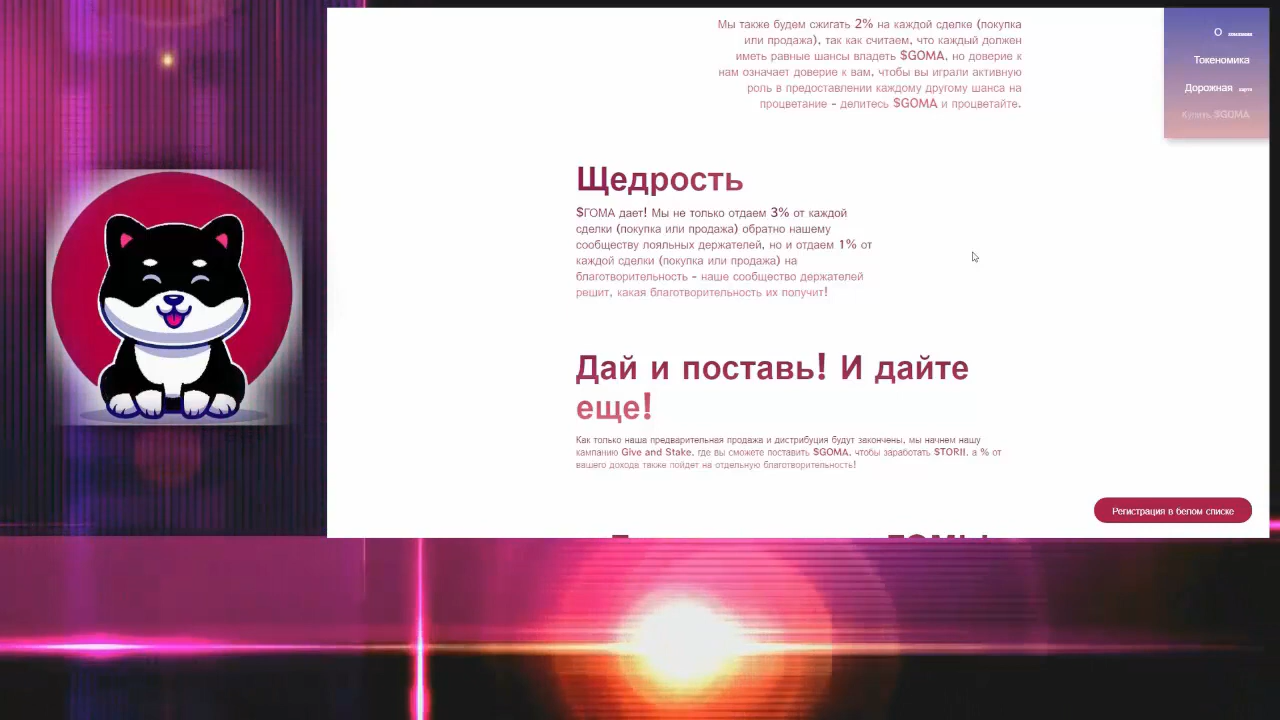 Мы также будем сжигать 2% на каждой сделке (покупка
или продажа), так как считаем, что каждый должен
иметь равные шансы владеть $GOMA, но доверие к
нам означает доверие к вам, чтобы вы играли активную
роль в предоставлении каждому другому шанса на
процветание - делитесь $GOMA и процветайте.
О
Токеномика
Дорожная карта
Купить $GOMA
Щедрость
$ГОМА дает! Мы не только отдаем 3% от каждой
сделки (покупка или продажа) обратно нашему
сообществу лояльных держателей, но и отдаем 1% от
каждой сделки (покупка или продажа) на
благотворительность - наше сообщество держателей
решит, какая благотворительность их получит!
Дай и поставь! И дайте
еще!
Как только наша предварительная продажа и дистрибуция будут закончены, мы начнем нашу
кампанию Give and Stake, где вы сможете поставить $GOMA, чтобы заработать $TORII, а % от
вашего дохода также пойдет на отдельную благотворительность!
Регистрация в белом списке